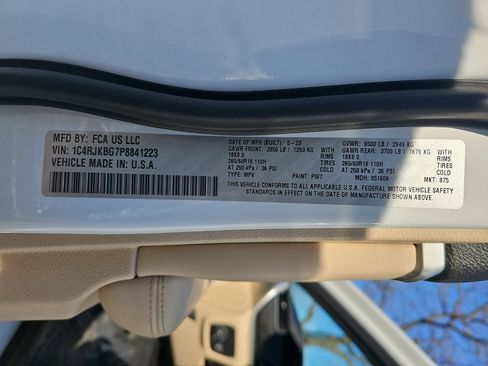 MFD BY: FCA US LLC
VIN: 1C4RJKBG7P8841223
VEHICLE MADE IN U.S.A.
DATE OF MFR (BUILT): 5-23
GVWR: 6500 LB / 2949 KG
GAWR FRONT: 2850 LB / 1293 KG WITH
GAWR REAR: 3700 LB / 1679 KG WITH
18X8.0 RIMS
18X8.0 RIMS
265/60R18 110H TIRES
265/60R18 110H TIRES
AT 250 kPa / 36 PSI COLD
AT 250 kPa / 36 PSI COLD
TYPE: MPV
PAINT: PW7
MDH: 051606
MKT: 875
THIS VEHICLE CONFORMS TO ALL APPLICABLE U.S.A. FEDERAL MOTOR VEHICLE SAFETY
STANDARDS IN EFFECT ON THE DATE OF MANUFACTURE SHOWN ABOVE.